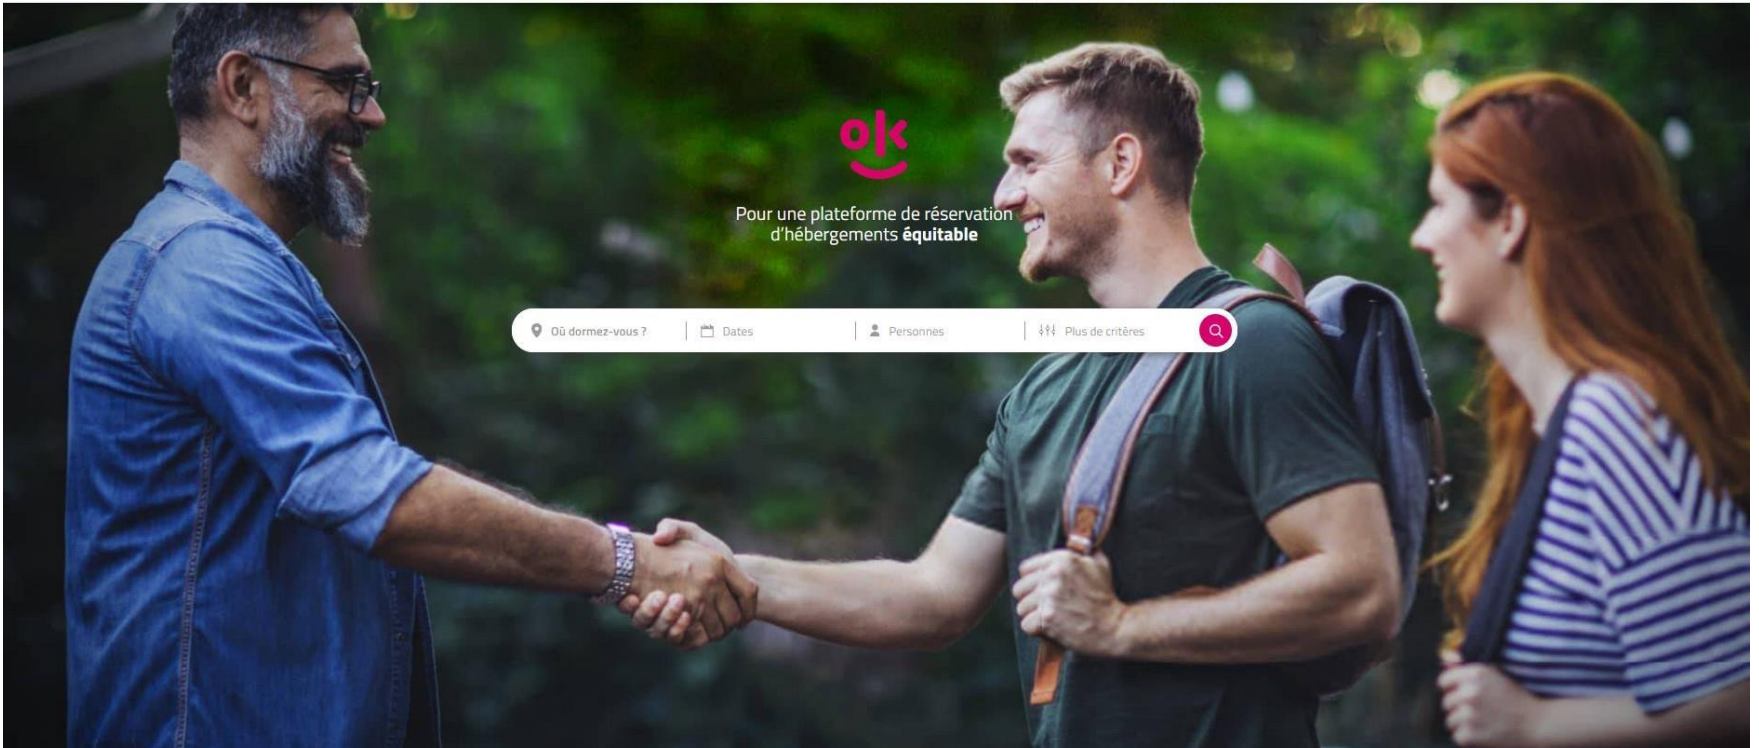 ok
Pour une plateforme de réservation
d'hébergements équitable
Où dormez-vous ? Dates Personnes Plus de critères